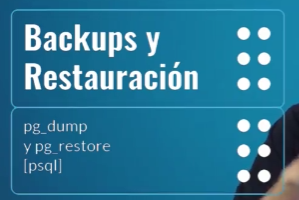 Backups y
Restauración
pg_dump
y pg_restore
[psql]